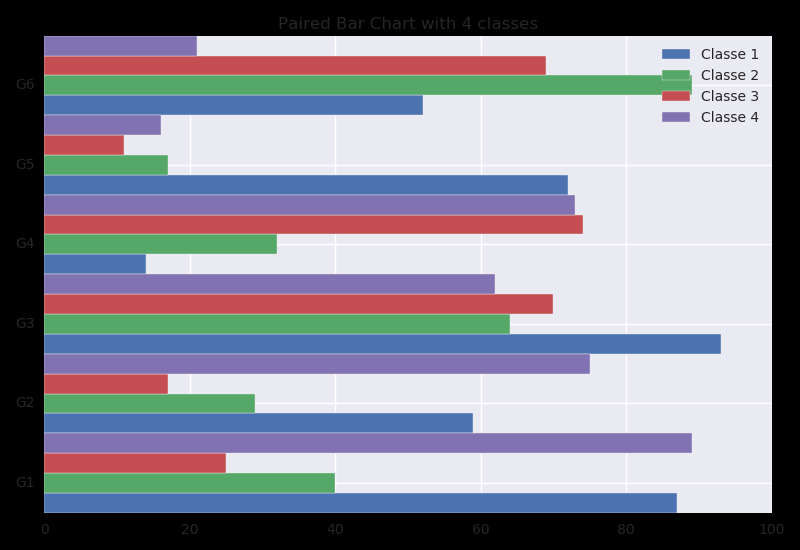 Paired Bar Chart with 4 classes
Classe 1
Classe 2
Classe 3
Classe 4
G6
G5
G4
G3
G2
G1
0 20 40 60 80 100